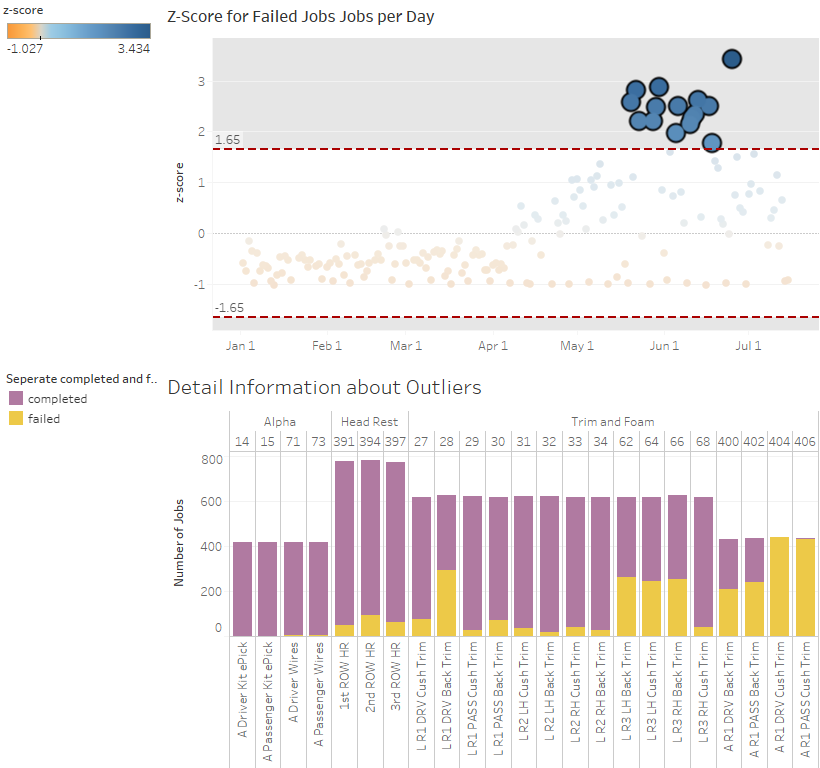 z-score
-1.027 3.434
Z-Score for Failed Jobs Jobs per Day
z-score
3
2
1.65
1
0
-1
-1.65
Jan 1 Feb 1 Mar 1 Apr 1 May 1 Jun 1 Jul 1
Seperate completed and f..
completed
failed
Detail Information about Outliers
Alpha Head Rest Trim and Foam
14 15 71 73 391 394 397 27 28 29 30 31 32 33 34 62 64 66 68 400 402 404 406
Number of Jobs
800
600
400
200
0
A Driver Kit ePick
A Passenger Kit ePick
A Driver Wires
A Passenger Wires
1st ROW HR
2nd ROW HR
3rd ROW HR
L R1 DRV Cush Trim
L R1 DRV Back Trim
L R1 PASS Cush Trim
L R1 PASS Back Trim
L R2 LH Cush Trim
L R2 LH Back Trim
L R2 RH Cush Trim
L R2 RH Back Trim
L R3 LH Back Trim
L R3 LH Cush Trim
L R3 RH Back Trim
L R3 RH Cush Trim
A R1 DRV Back Trim
A R1 PASS Back Trim
A R1 DRV Cush Trim
A R1 PASS Cush Trim